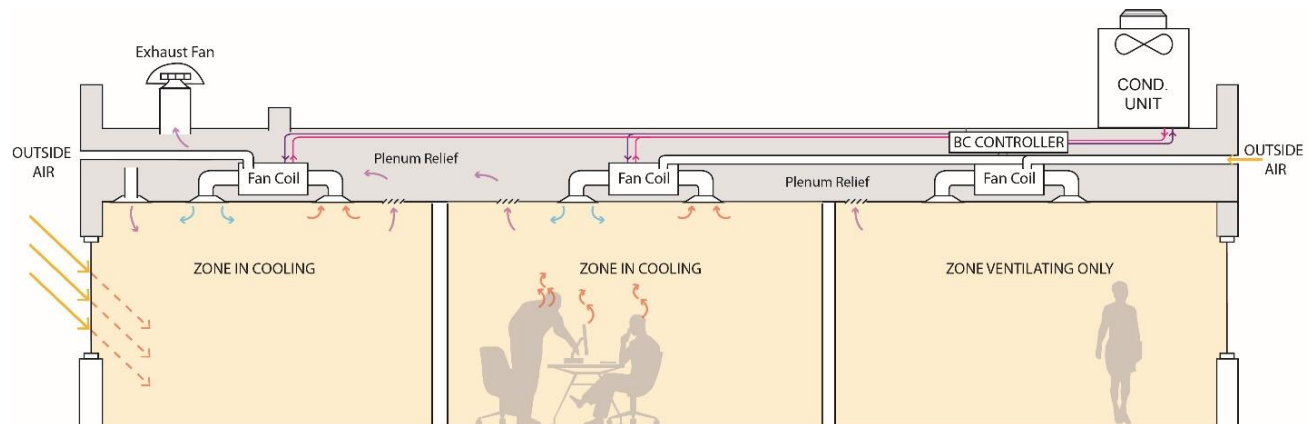 Exhaust Fan
COND.
UNIT
BC CONTROLLER
OUTSIDE
AIR
Plenum Relief
OUTSIDE
AIR
Fan Coil
Fan Coil
Plenum Relief
Fan Coil
ZONE IN COOLING
ZONE IN COOLING
ZONE VENTILATING ONLY